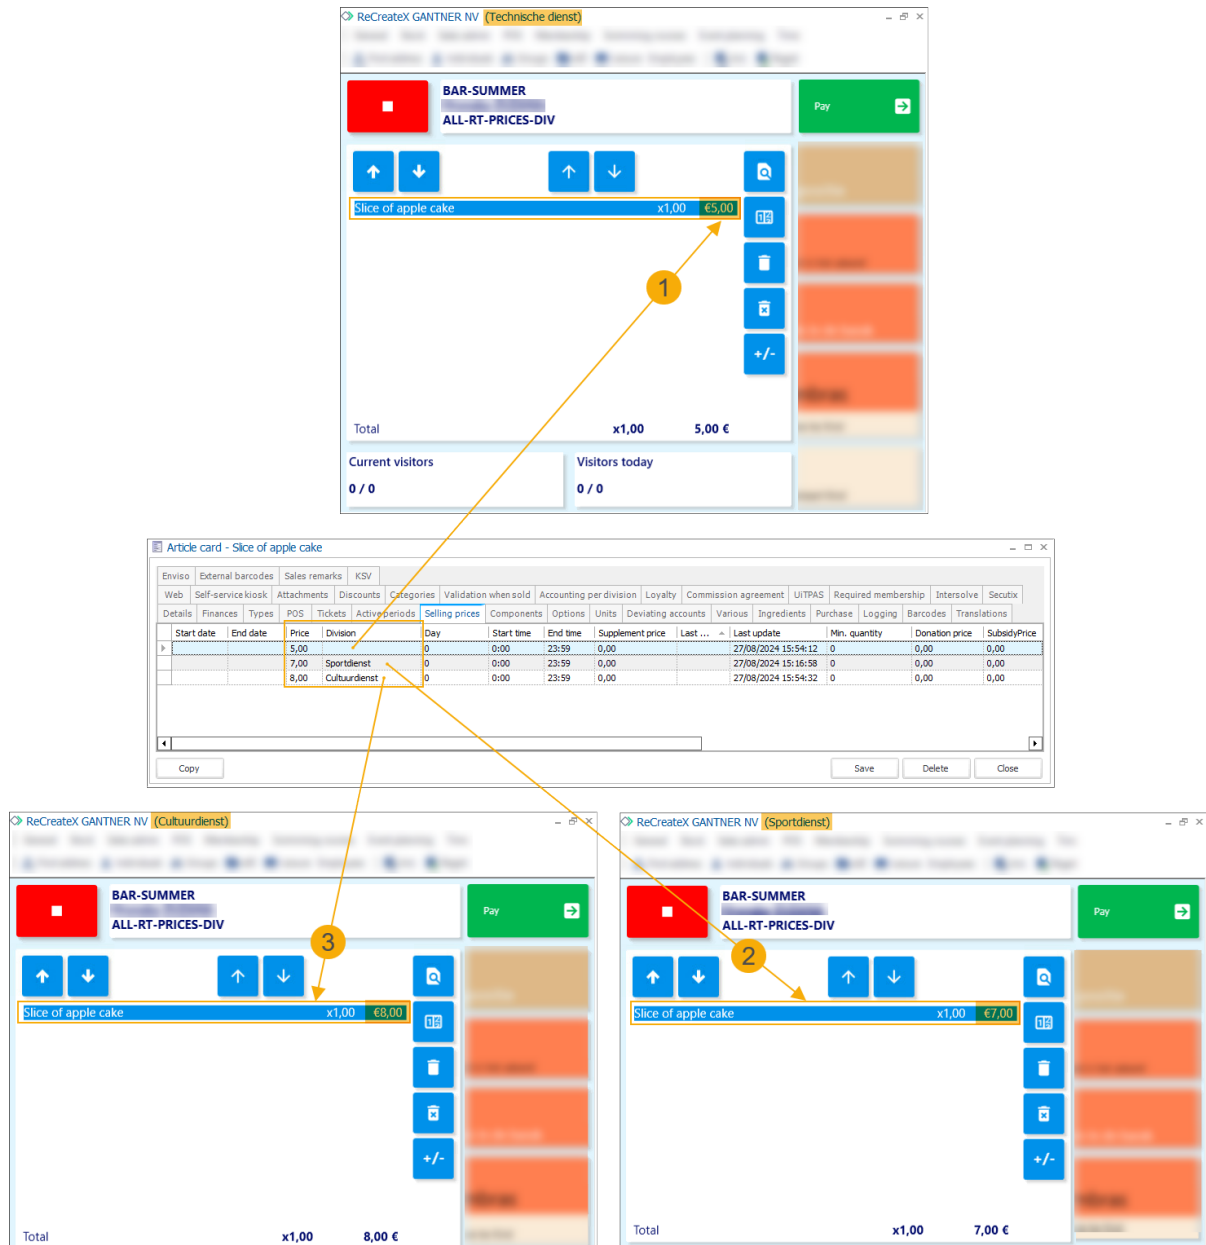 ReCreateX GANTNER NV (Technische dienst)
BAR-SUMMER
ALL-RT-PRICES-DIV
Pay
Slice of apple cake x1,00 €5,00
1
+/-
Total x1,00 5,00 €
Current visitors Visitors today
0 / 0 0 / 0
Article card - Slice of apple cake
Enviso External barcodes Sales remarks KSV
Web Self-service kiosk Attachments Discounts Categories Validation when sold Accounting per division Loyalty Commission agreement UiTPAS Required membership Intersolve Secutix
Details Finances Types POS Tickets Active periods Selling prices Components Options Units Deviating accounts Various Ingredients Purchase Logging Barcodes Translations
Start date End date Price Division Day Start time End time Supplement price Last ... Last update Min. quantity Donation price SubsidyPrice
5,00 0 0:00 23:59 0,00 27/08/2024 15:54:12 0 0,00 0,00
7,00 Sportdienst 0 0:00 23:59 0,00 27/08/2024 15:16:58 0 0,00 0,00
8,00 Cultuurdienst 0 0:00 23:59 0,00 27/08/2024 15:54:32 0 0,00 0,00
Copy Save Delete Close
ReCreateX GANTNER NV (Cultuurdienst)
BAR-SUMMER
ALL-RT-PRICES-DIV
Pay
3
Slice of apple cake x1,00 €8,00
+/-
Total x1,00 8,00 €
ReCreateX GANTNER NV (Sportdienst)
BAR-SUMMER
ALL-RT-PRICES-DIV
Pay
2
Slice of apple cake x1,00 €7,00
+/-
Total x1,00 7,00 €